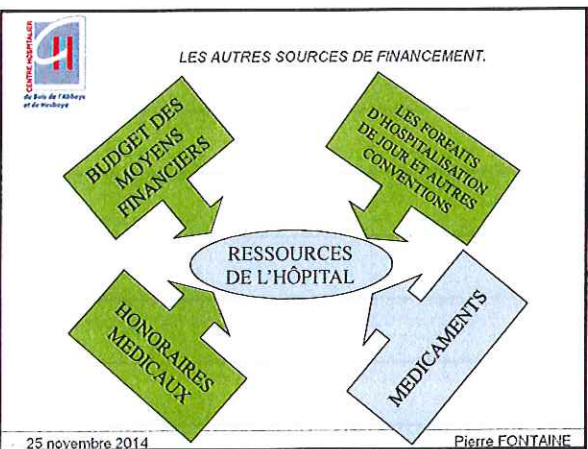 CENTRE HOSPITALIER
du Bois de l'Abbaye
et de Hesbaye
LES AUTRES SOURCES DE FINANCEMENT.
BUDGET DES
MOYENS
FINANCIERS
LES FORFAITS
D'HOSPITALISATION
DE JOUR ET AUTRES
CONVENTIONS
RESSOURCES
DE L'HÔPITAL
HONORAIRES
MEDICAUX
MEDICAMENTS
25 novembre 2014
Pierre FONTAINE